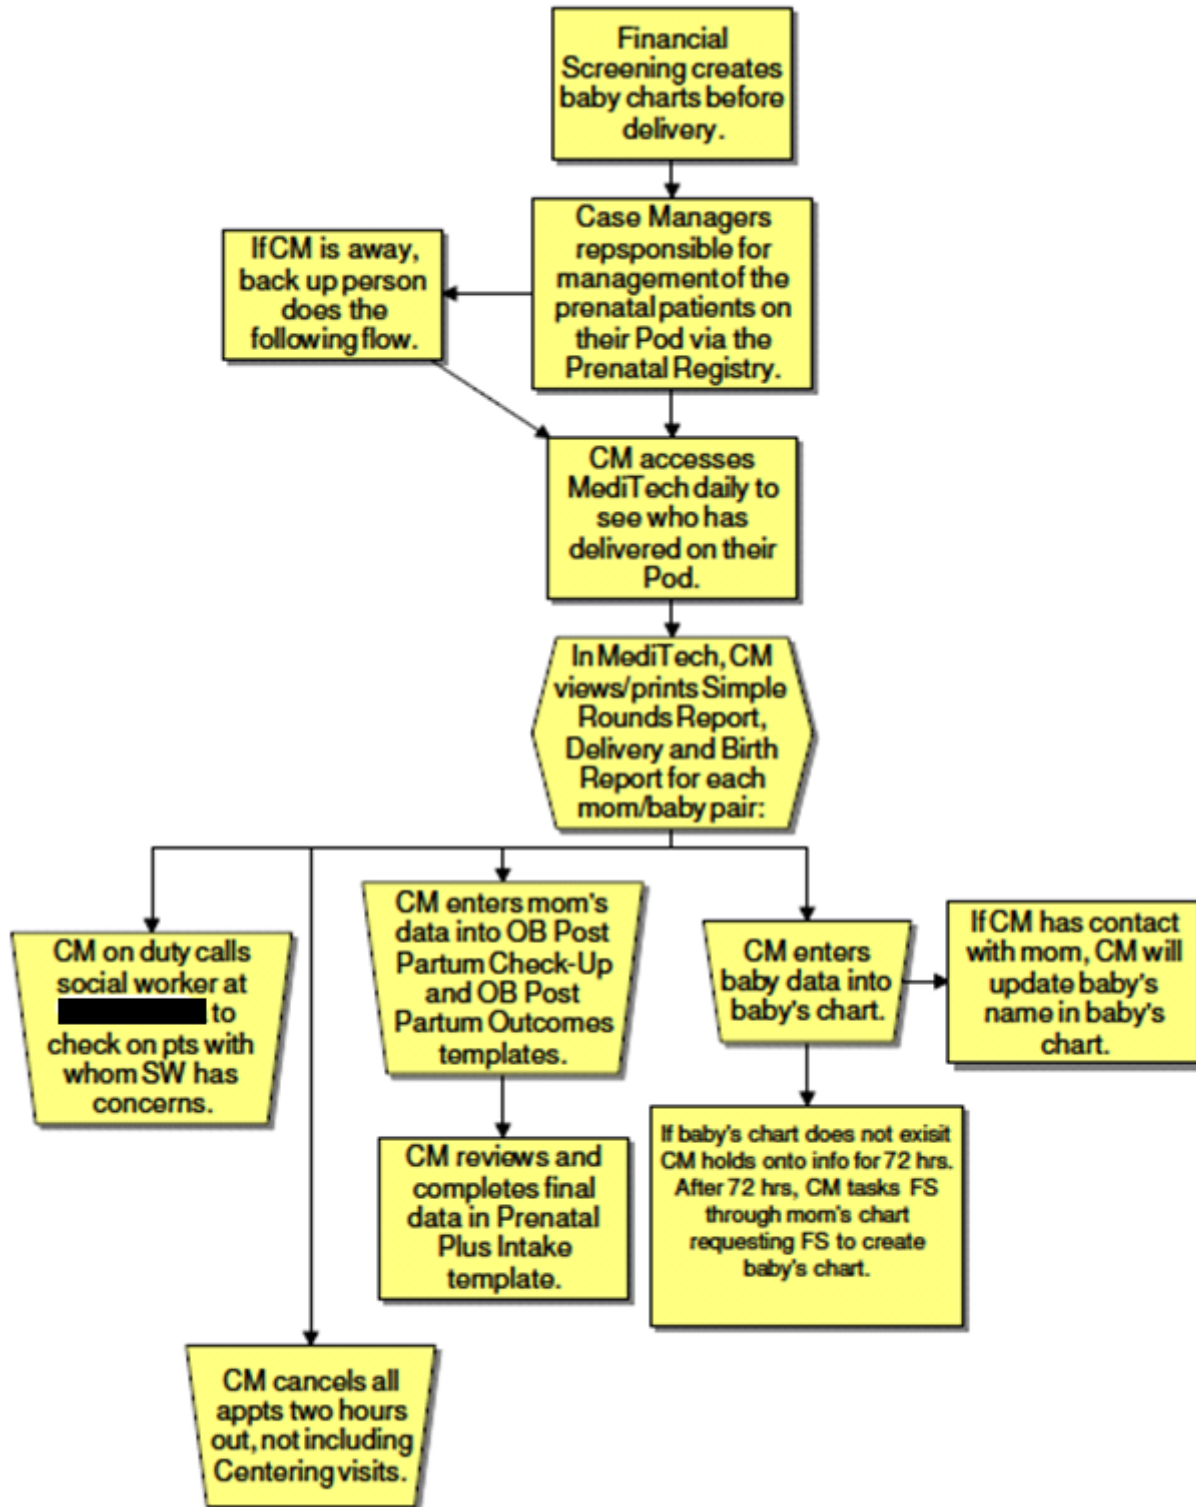 Financial
Screening creates
baby charts before
delivery.
Case Managers
repsponsible for
management of the
prenatal patients on
their Pod via the
Prenatal Registry.
If CM is away,
back up person
does the
following flow.
CM accesses
MediTech daily to
see who has
delivered on their
Pod.
In MediTech, CM
views/prints Simple
Rounds Report,
Delivery and Birth
Report for each
mom/baby pair:
CM on duty calls
social worker at
to
check on pts with
whom SW has
concerns.
CM enters mom's
data into OB Post
Partum Check-Up
and OB Post
Partum Outcomes
templates.
CM enters
baby data into
baby's chart.
If CM has contact
with mom, CM will
update baby's
name in baby's
chart.
CM reviews and
completes final
data in Prenatal
Plus Intake
template.
If baby's chart does not exisit
CM holds onto info for 72 hrs.
After 72 hrs, CM tasks FS
through mom's chart
requesting FS to create
baby's chart.
CM cancels all
appts two hours
out, not including
Centering visits.